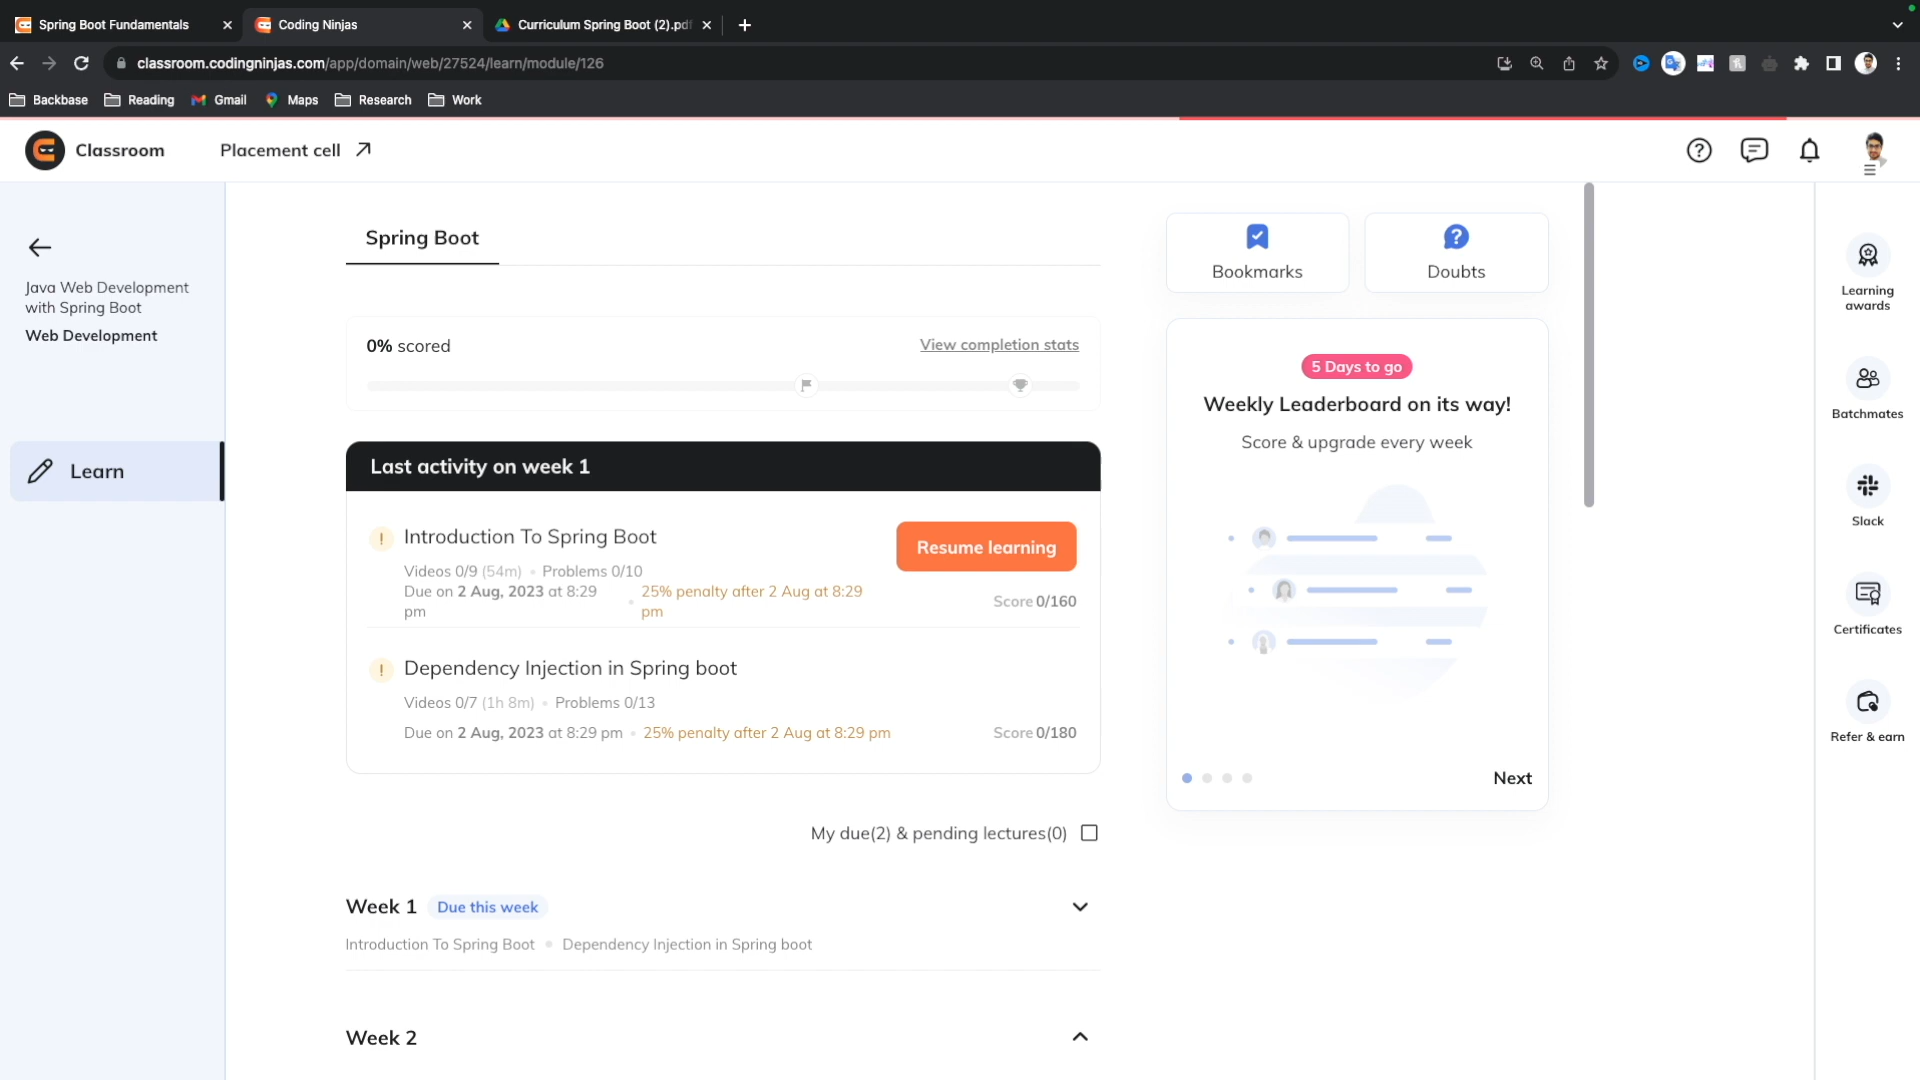 Spring Boot Fundamentals
Coding Ninjas
Curriculum Spring Boot (2).pdf
classroom.codingninjas.com/app/domain/web/27524/learn/module/126
Backbase
Reading
Gmail
Maps
Research
Work
Classroom
Placement cell
Java Web Development
with Spring Boot
Web Development
Learn
Spring Boot
0% scored
View completion stats
Last activity on week 1
! Introduction To Spring Boot
Resume learning
Videos 0/9 (54m) • Problems 0/10
Due on 2 Aug, 2023 at 8:29
pm
25% penalty after 2 Aug at 8:29
pm
Score 0/160
! Dependency Injection in Spring boot
Videos 0/7 (1h 8m) • Problems 0/13
Due on 2 Aug, 2023 at 8:29 pm • 25% penalty after 2 Aug at 8:29 pm
Score 0/180
My due(2) & pending lectures(0)
Week 1 Due this week
Introduction To Spring Boot • Dependency Injection in Spring boot
Week 2
Bookmarks
Doubts
5 Days to go
Weekly Leaderboard on its way!
Score & upgrade every week
Next
Learning
awards
Batchmates
Slack
Certificates
Refer & earn